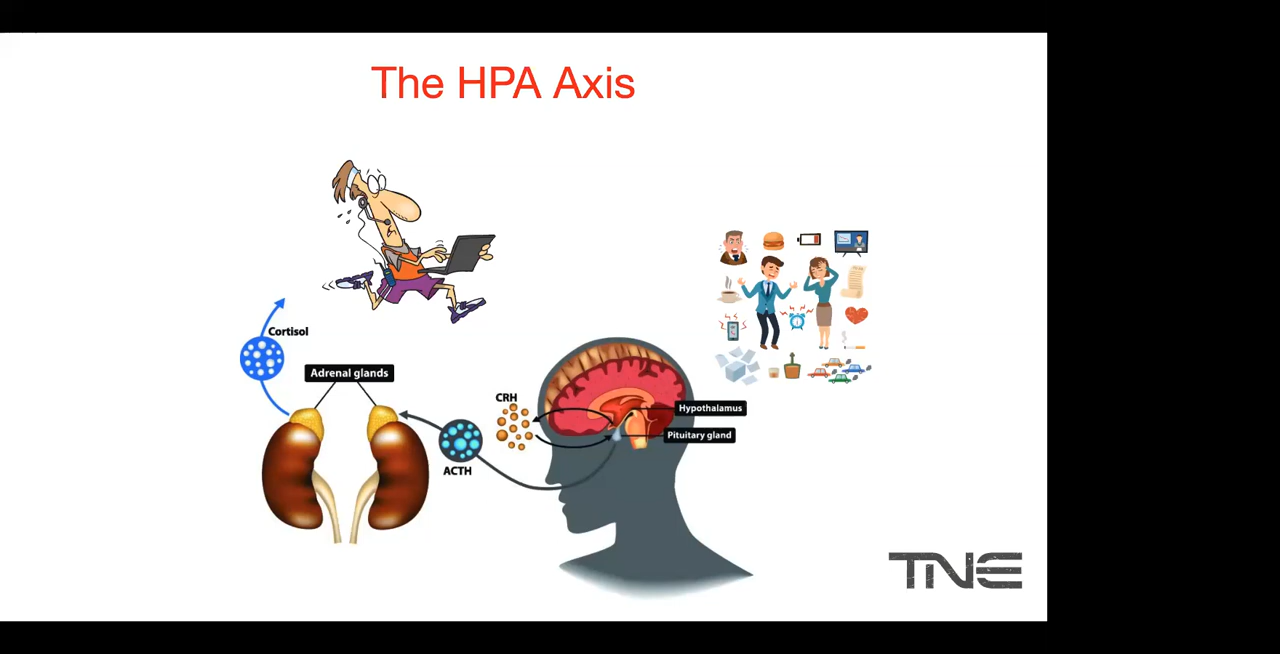 The HPA Axis
Cortisol
Adrenal glands
CRH
Hypothalamus
Pituitary gland
ACTH
TNE